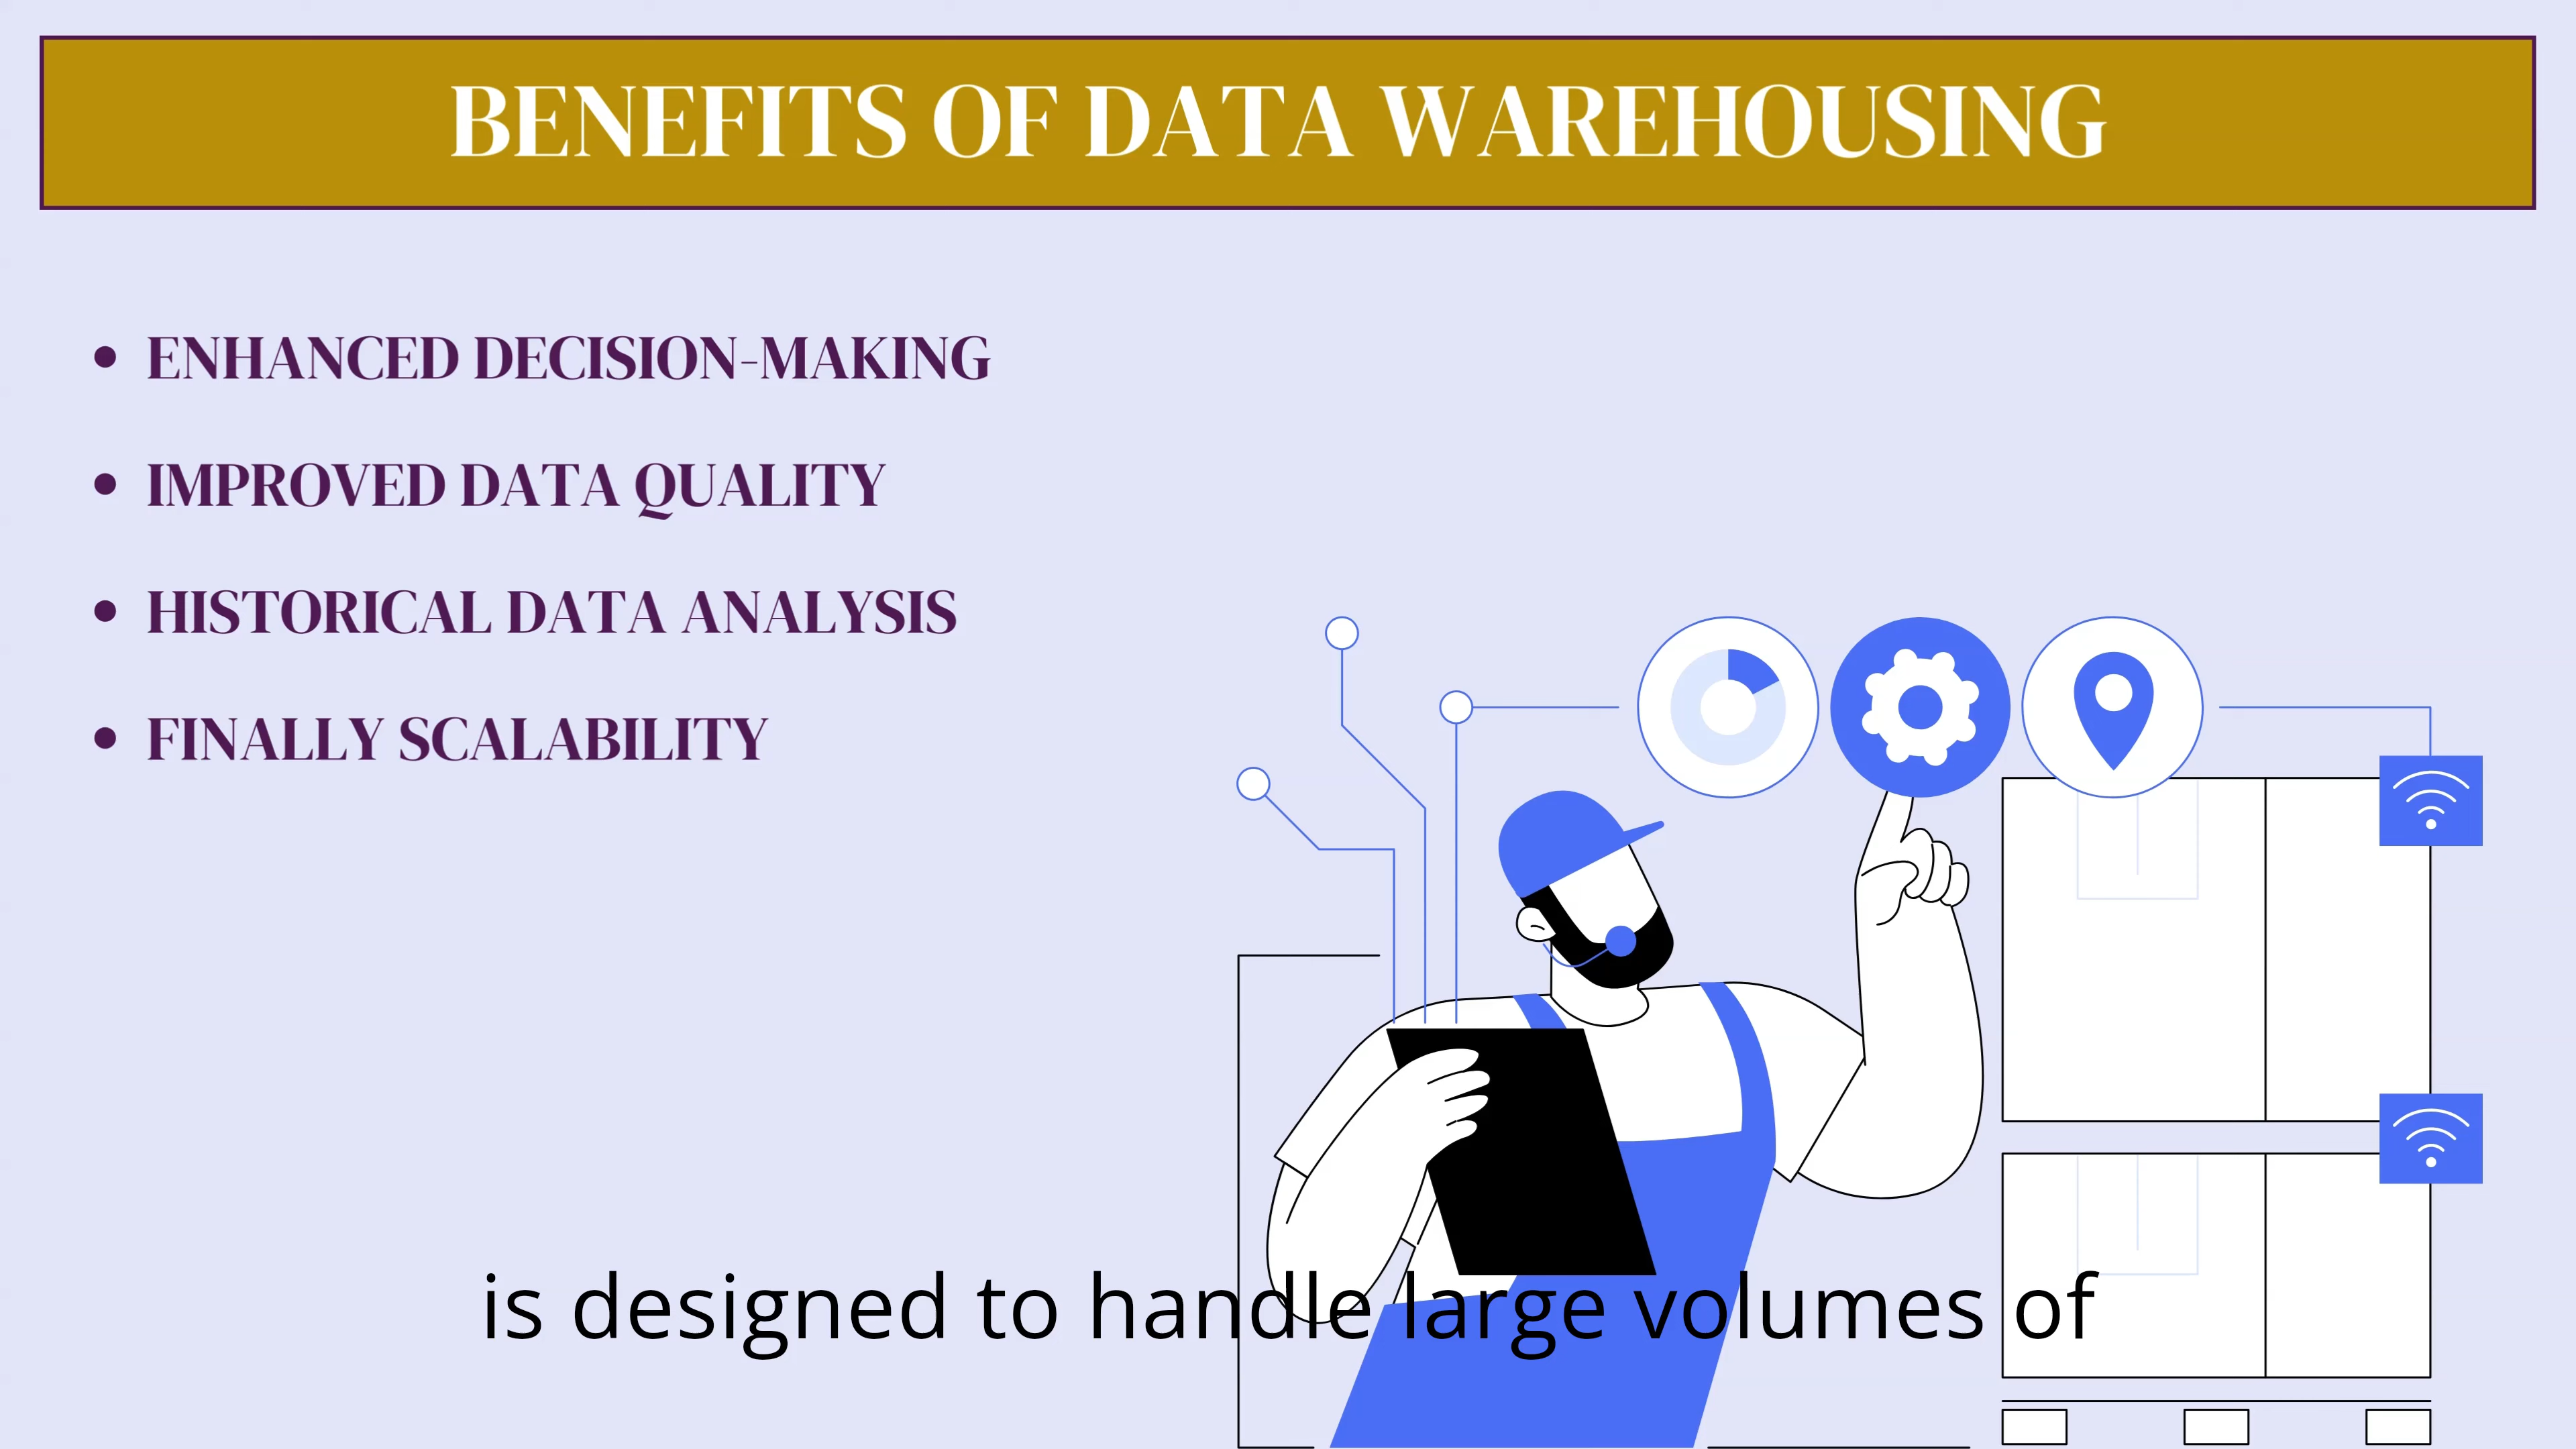 BENEFITS OF DATA WAREHOUSING
ENHANCED DECISION-MAKING
IMPROVED DATA QUALITY
HISTORICAL DATA ANALYSIS
FINALLY SCALABILITY
is designed to handle large volumes of